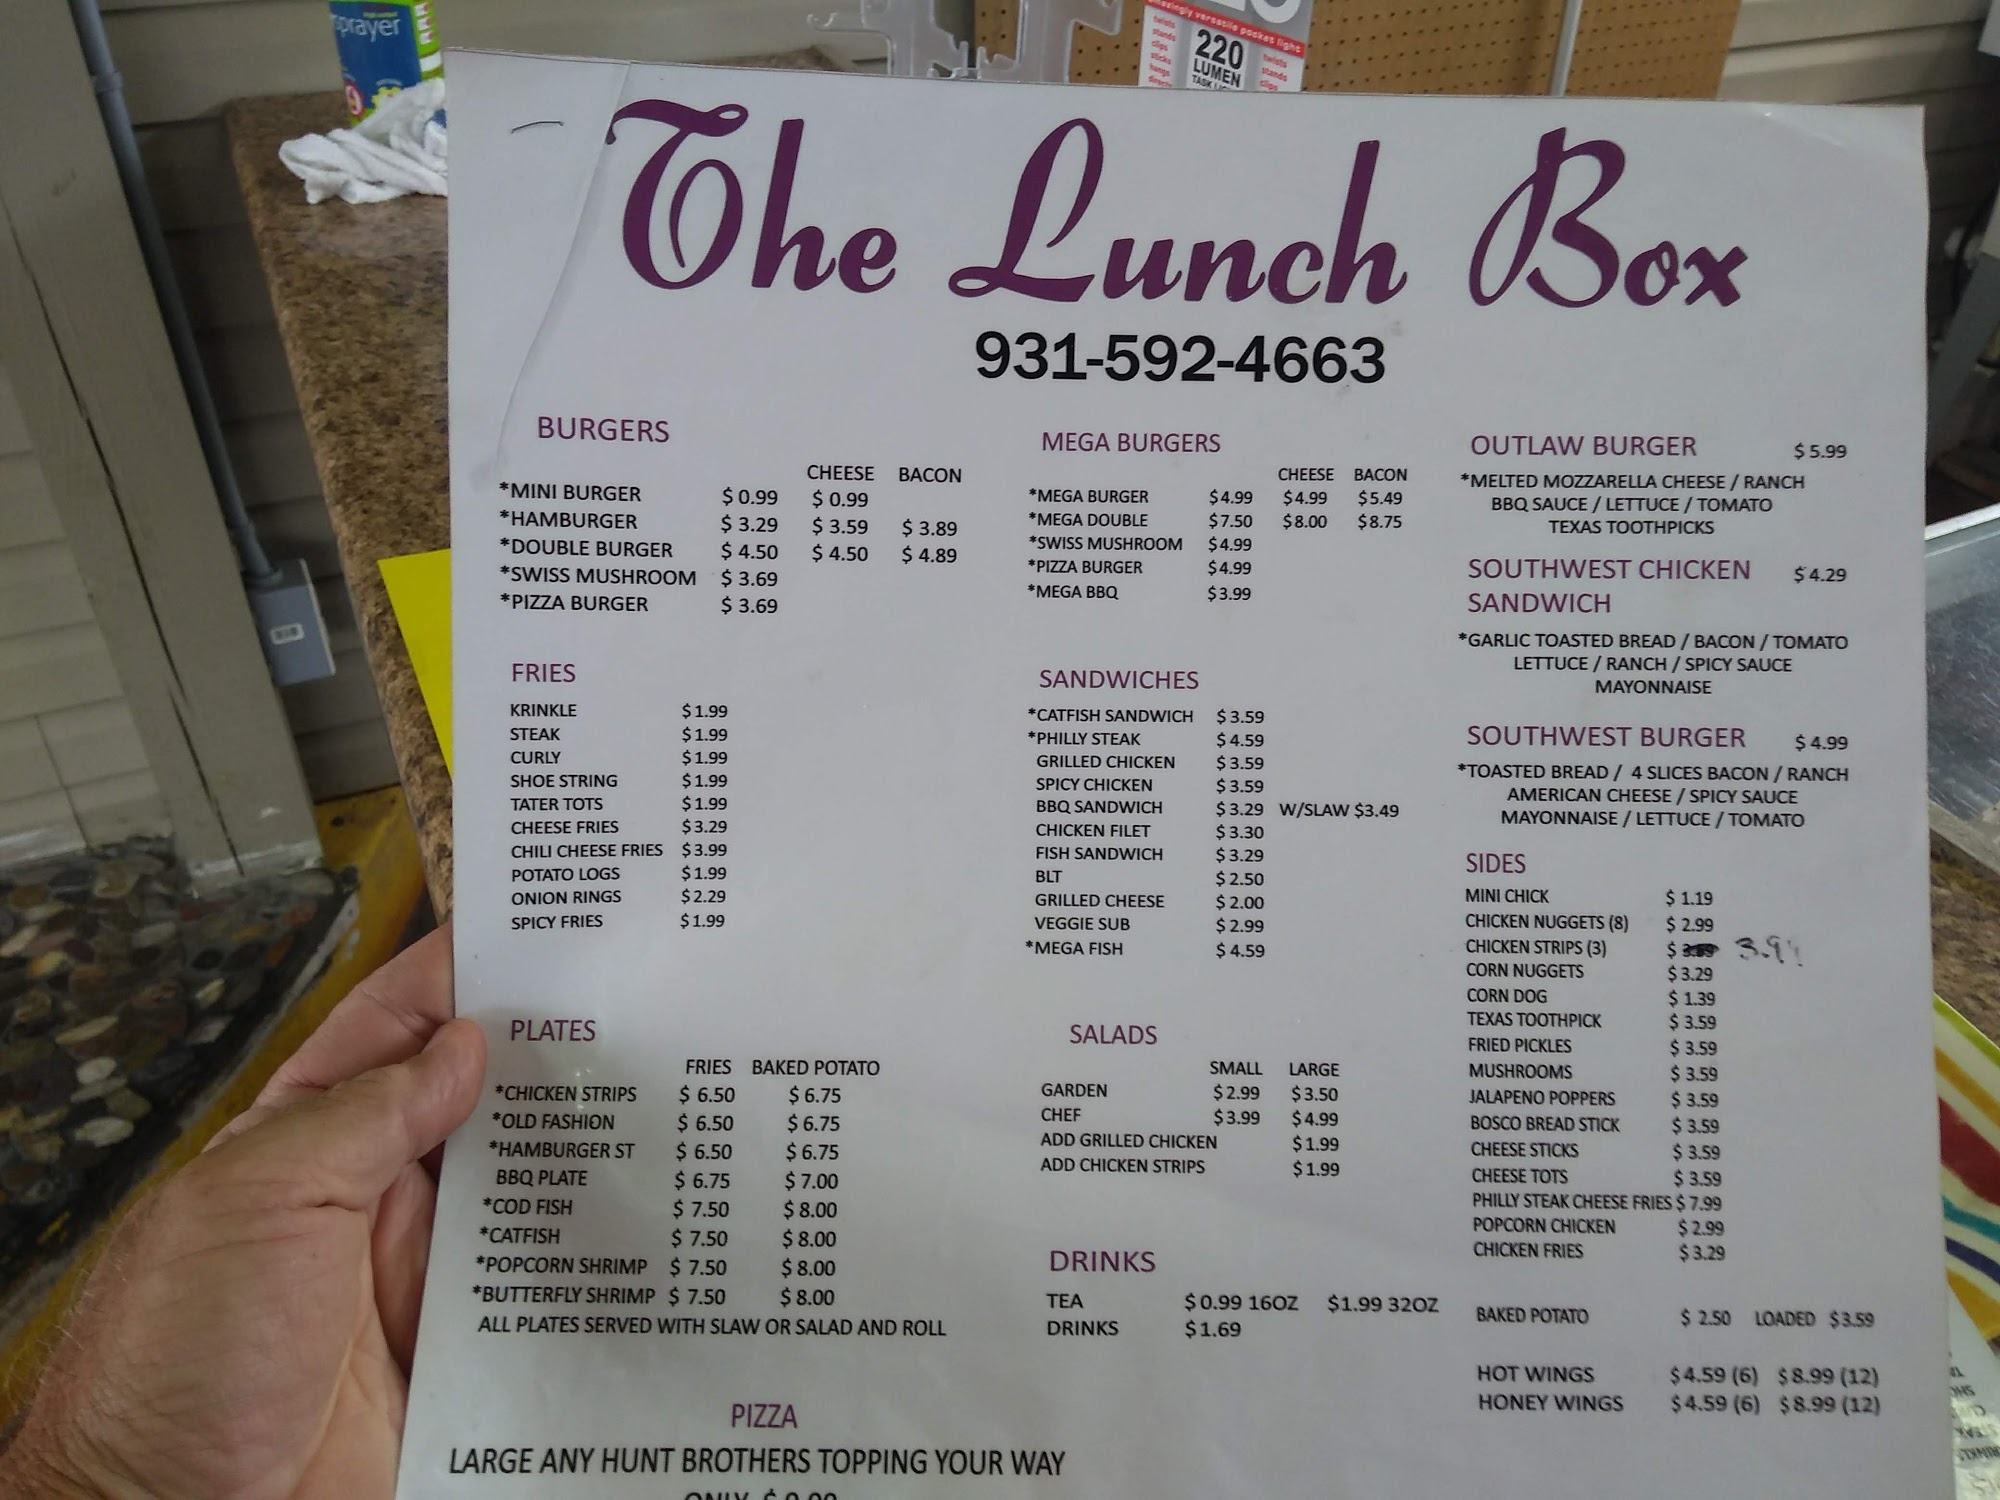 sprayer
amazingly versatile pocket light
220
LUMEN
twists
stands
clips
sticks
hangs
twists
stands
clips
The Lunch Box
931-592-4663
BURGERS
CHEESE BACON
*MINI BURGER $ 0.99 $ 0.99
*HAMBURGER $ 3.29 $ 3.59 $ 3.89
*DOUBLE BURGER $ 4.50 $ 4.50 $ 4.89
*SWISS MUSHROOM $ 3.69
*PIZZA BURGER $ 3.69
FRIES
KRINKLE $ 1.99
STEAK $ 1.99
CURLY $ 1.99
SHOE STRING $ 1.99
TATER TOTS $ 1.99
CHEESE FRIES $ 3.29
CHILI CHEESE FRIES $ 3.99
POTATO LOGS $ 1.99
ONION RINGS $ 2.29
SPICY FRIES $ 1.99
PLATES
FRIES BAKED POTATO
*CHICKEN STRIPS $ 6.50 $ 6.75
*OLD FASHION $ 6.50 $ 6.75
*HAMBURGER ST $ 6.50 $ 6.75
BBQ PLATE $ 6.75 $ 7.00
*COD FISH $ 7.50 $ 8.00
*CATFISH $ 7.50 $ 8.00
*POPCORN SHRIMP $ 7.50 $ 8.00
*BUTTERFLY SHRIMP $ 7.50 $ 8.00
ALL PLATES SERVED WITH SLAW OR SALAD AND ROLL
PIZZA
LARGE ANY HUNT BROTHERS TOPPING YOUR WAY
ONLY $
MEGA BURGERS
CHEESE BACON
*MEGA BURGER $4.99 $4.99 $5.49
*MEGA DOUBLE $7.50 $8.00 $8.75
*SWISS MUSHROOM $4.99
*PIZZA BURGER $4.99
*MEGA BBQ $3.99
SANDWICHES
*CATFISH SANDWICH $ 3.59
*PHILLY STEAK $ 4.59
GRILLED CHICKEN $ 3.59
SPICY CHICKEN $ 3.59
BBQ SANDWICH $ 3.29 W/SLAW $3.49
CHICKEN FILET $ 3.30
FISH SANDWICH $ 3.29
BLT $ 2.50
GRILLED CHEESE $ 2.00
VEGGIE SUB $ 2.99
*MEGA FISH $ 4.59
SALADS
SMALL LARGE
GARDEN $ 2.99 $ 3.50
CHEF $ 3.99 $ 4.99
ADD GRILLED CHICKEN $ 1.99
ADD CHICKEN STRIPS $ 1.99
DRINKS
TEA $ 0.99 16OZ $1.99 32OZ
DRINKS $ 1.69
OUTLAW BURGER $ 5.99
*MELTED MOZZARELLA CHEESE / RANCH
BBQ SAUCE / LETTUCE / TOMATO
TEXAS TOOTHPICKS
SOUTHWEST CHICKEN $ 4.29
SANDWICH
*GARLIC TOASTED BREAD / BACON / TOMATO
LETTUCE / RANCH / SPICY SAUCE
MAYONNAISE
SOUTHWEST BURGER $ 4.99
*TOASTED BREAD / 4 SLICES BACON / RANCH
AMERICAN CHEESE / SPICY SAUCE
MAYONNAISE / LETTUCE / TOMATO
SIDES
MINI CHICK $ 1.19
CHICKEN NUGGETS (8) $ 2.99
CHICKEN STRIPS (3) $
CORN NUGGETS $ 3.29
CORN DOG $ 1.39
TEXAS TOOTHPICK $ 3.59
FRIED PICKLES $ 3.59
MUSHROOMS $ 3.59
JALAPENO POPPERS $ 3.59
BOSCO BREAD STICK $ 3.59
CHEESE STICKS $ 3.59
CHEESE TOTS $ 3.59
PHILLY STEAK CHEESE FRIES $ 7.99
POPCORN CHICKEN $ 2.99
CHICKEN FRIES $ 3.29
BAKED POTATO $ 2.50 LOADED $3.59
HOT WINGS $4.59 (6) $8.99 (12)
HONEY WINGS $4.59 (6) $8.99 (12)